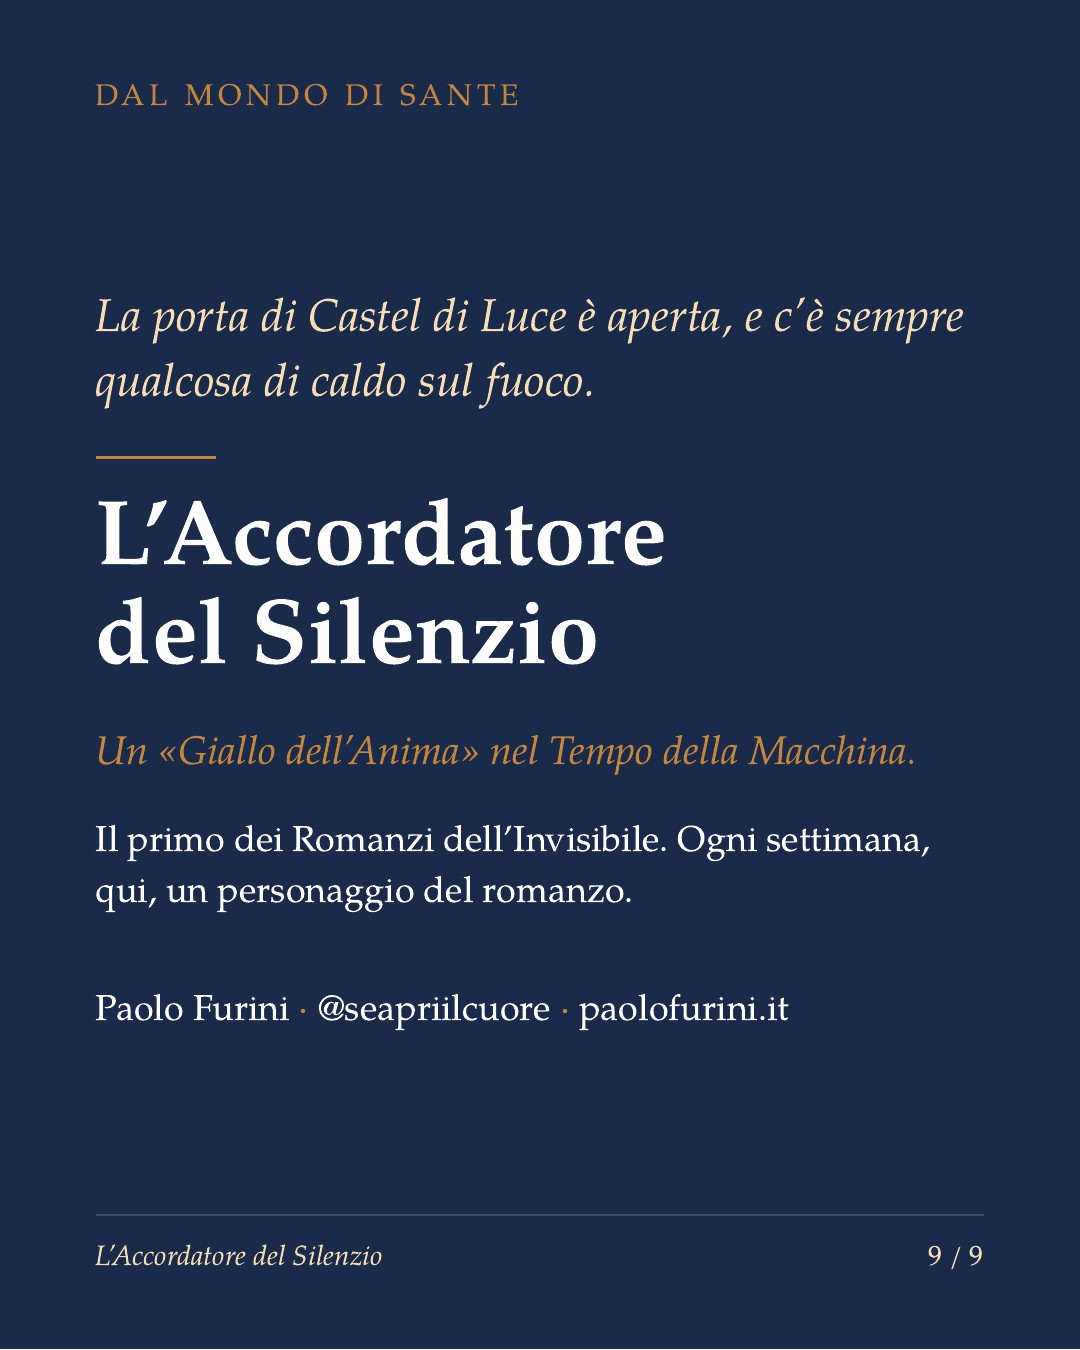 DAL MONDO DI SANTE
La porta di Castel di Luce è aperta, e c’è sempre
qualcosa di caldo sul fuoco.
L’Accordatore
del Silenzio
Un «Giallo dell’Anima» nel Tempo della Macchina.
Il primo dei Romanzi dell’Invisibile. Ogni settimana,
qui, un personaggio del romanzo.
Paolo Furini · @seapriilcuore · paolofurini.it
L’Accordatore del Silenzio
9 / 9